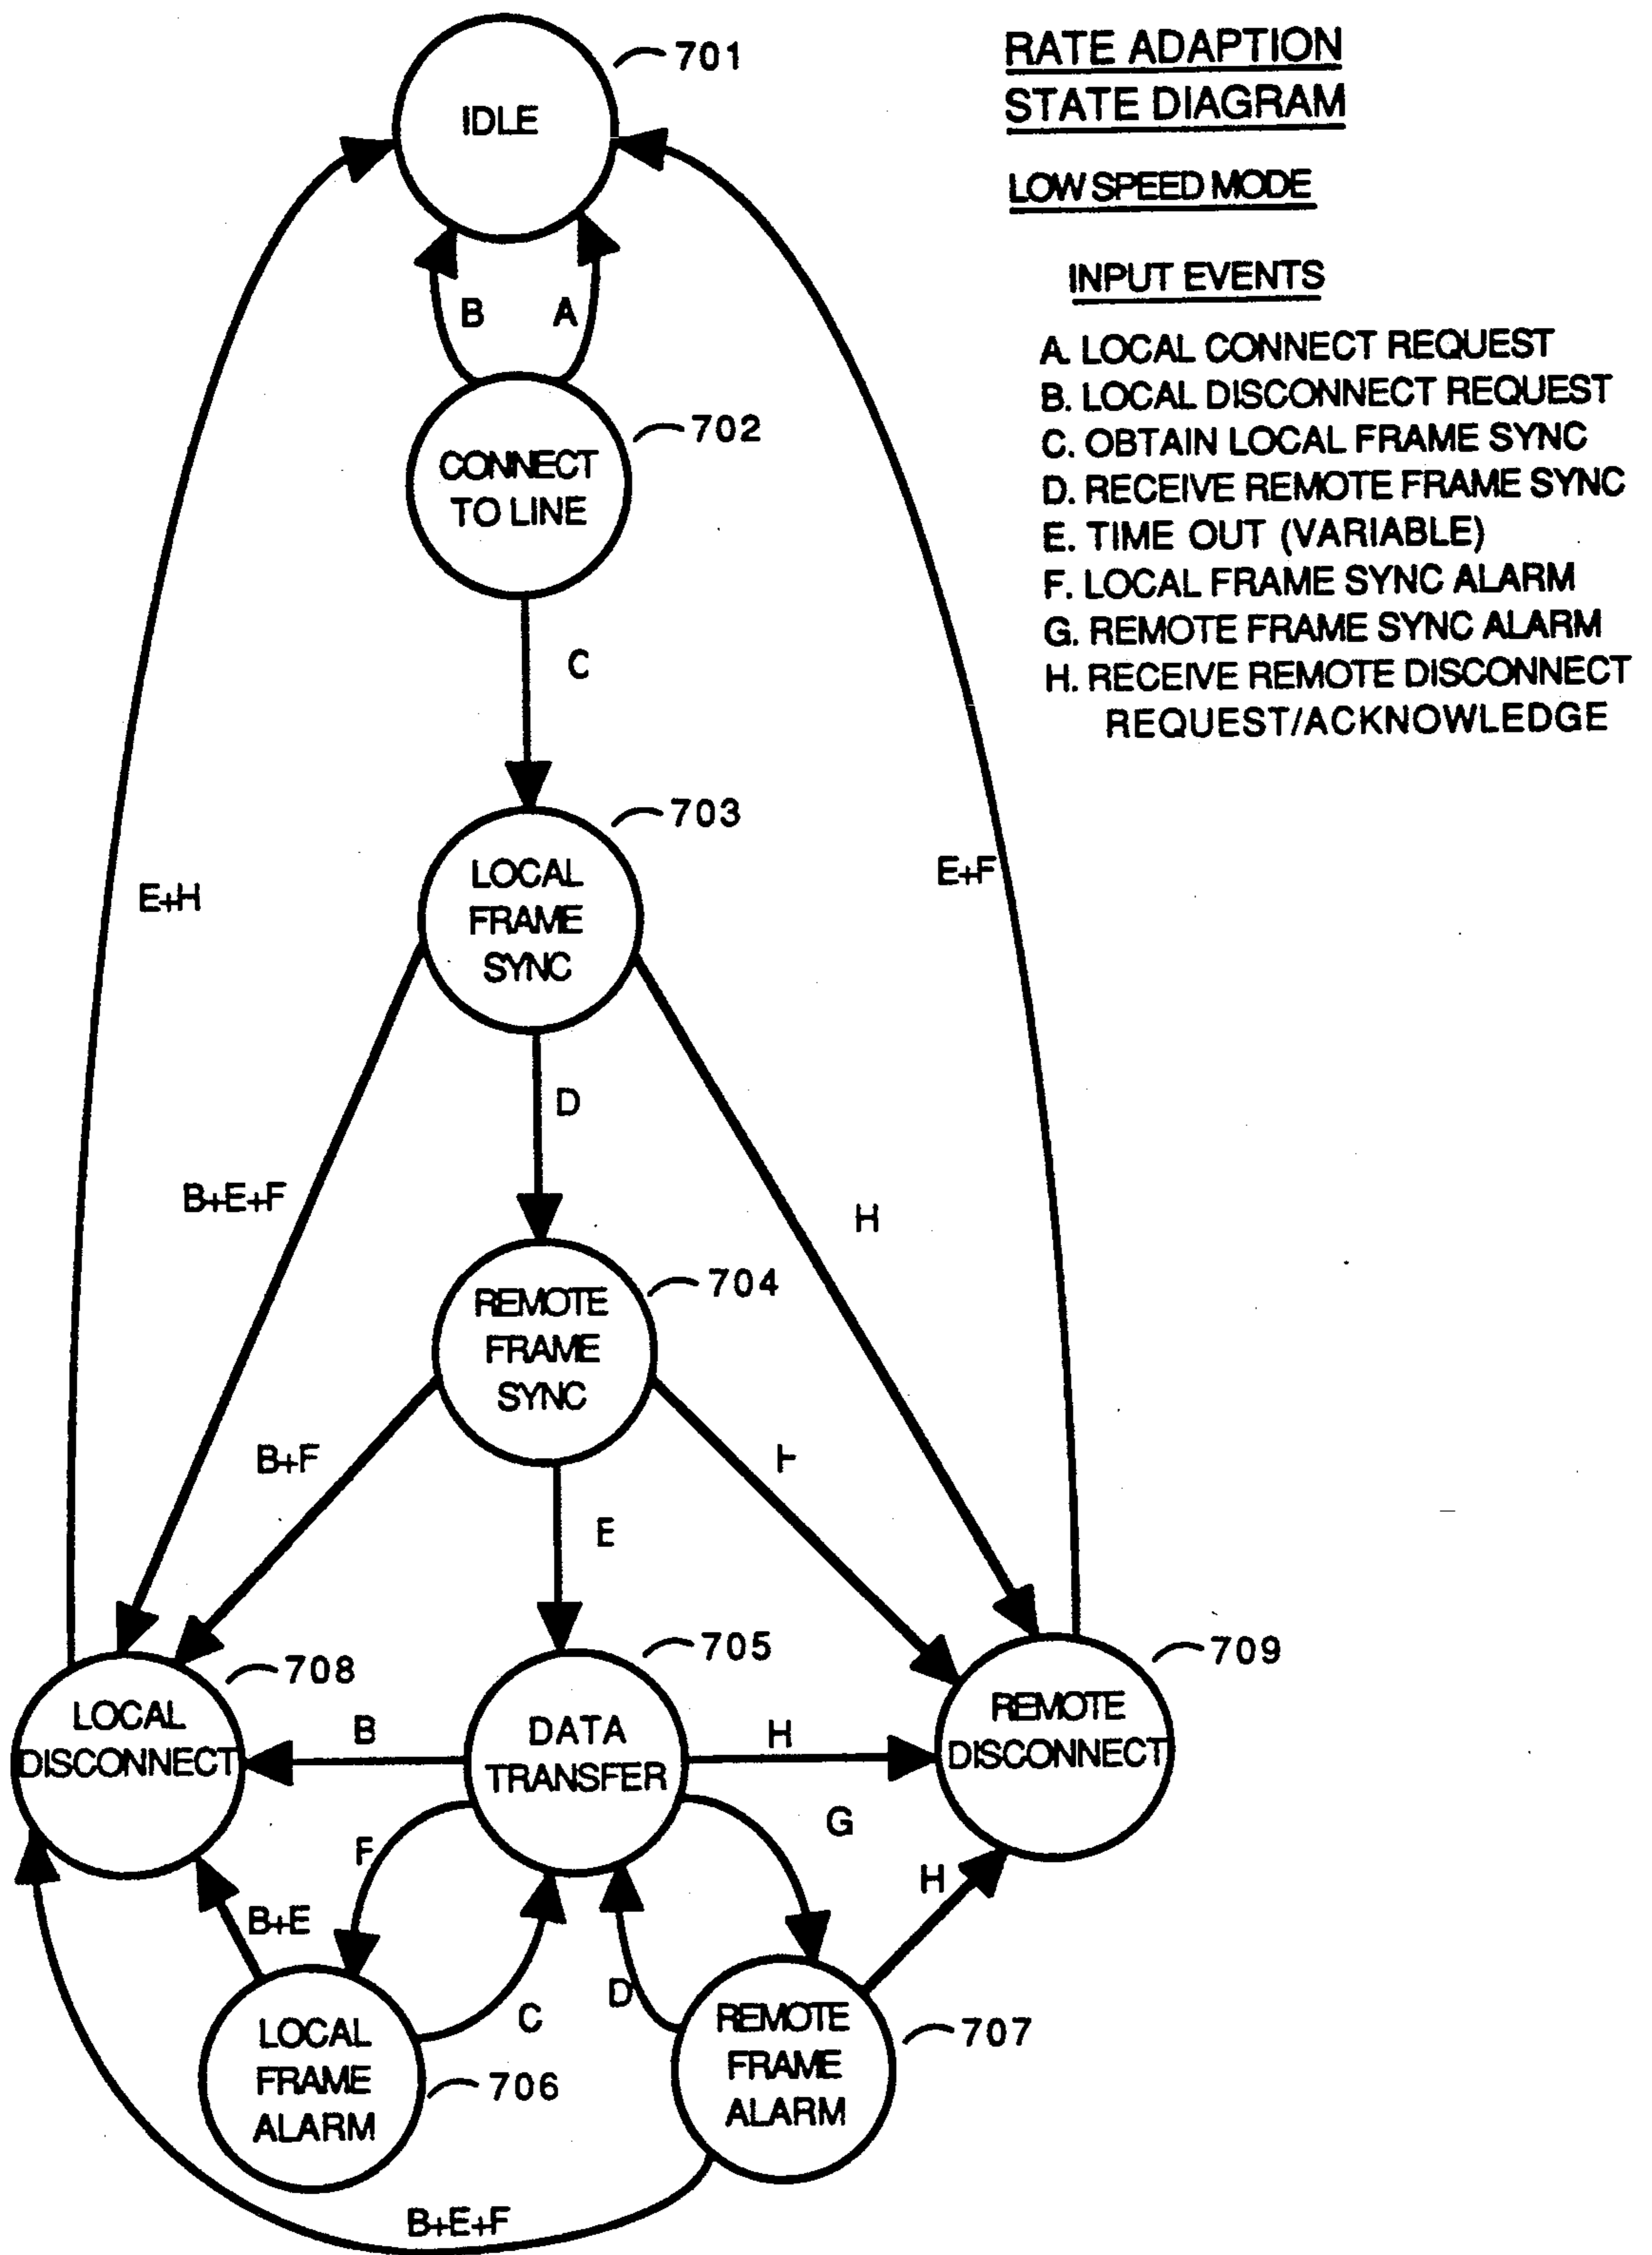 RATE ADAPTION
STATE DIAGRAM
LOW SPEED MODE
INPUT EVENTS
A. LOCAL CONNECT REQUEST
B. LOCAL DISCONNECT REQUEST
C. OBTAIN LOCAL FRAME SYNC
D. RECEIVE REMOTE FRAME SYNC
E. TIME OUT (VARIABLE)
F. LOCAL FRAME SYNC ALARM
G. REMOTE FRAME SYNC ALARM
H. RECEIVE REMOTE DISCONNECT
REQUEST/ACKNOWLEDGE
701
IDLE
B
A
702
CONNECT
TO LINE
C
703
LOCAL
FRAME
SYNC
E+H
E+F
D
B+E+F
H
704
REMOTE
FRAME
SYNC
B+F
E
705
DATA
TRANSFER
708
LOCAL
DISCONNECT
709
REMOTE
DISCONNECT
B
H
F
G
B+E
C
D
H
LOCAL
FRAME
ALARM
706
REMOTE
FRAME
ALARM
707
B+E+F